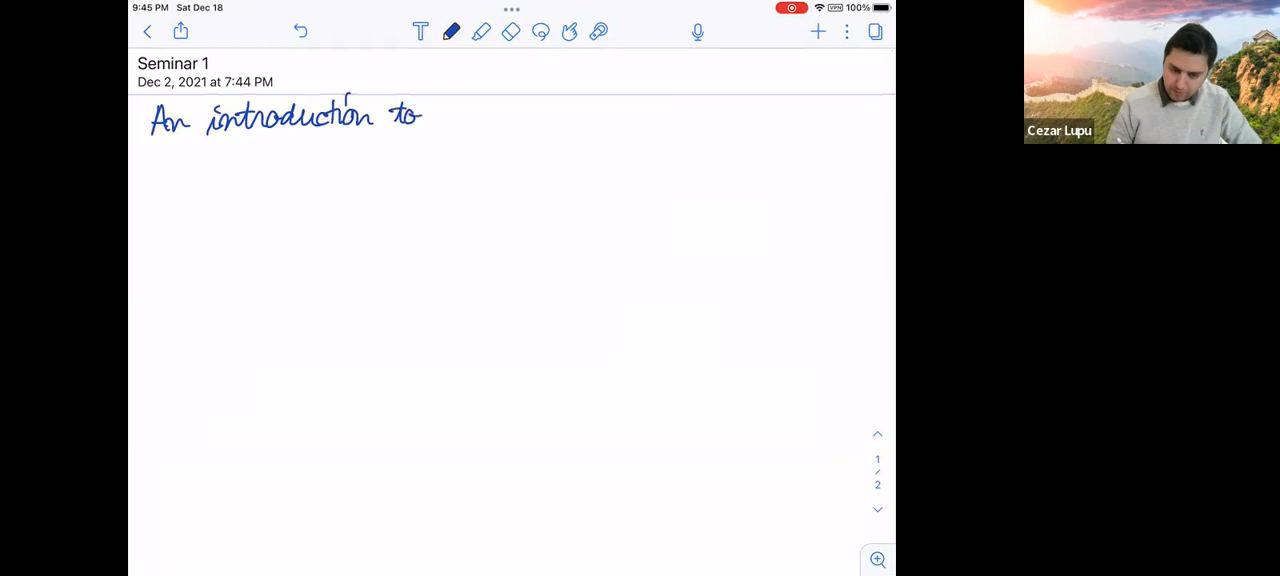 9:45 PM Sat Dec 18
VPN 100%
Seminar 1
Dec 2, 2021 at 7:44 PM
An introduction to
Cezar Lupu
1
/
2